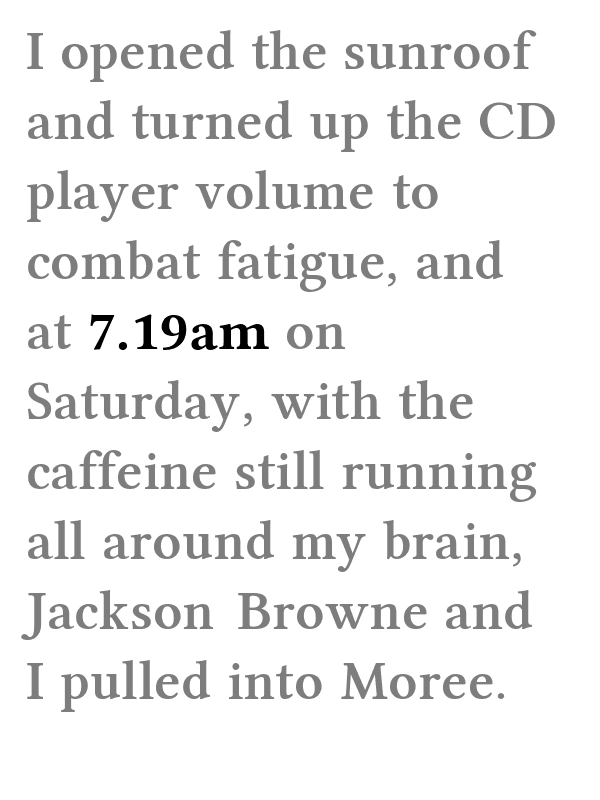 I opened the sunroof
and turned up the CD
player volume to
combat fatigue, and
at 7.19am on
Saturday, with the
caffeine still running
all around my brain,
Jackson Browne and
I pulled into Moree.